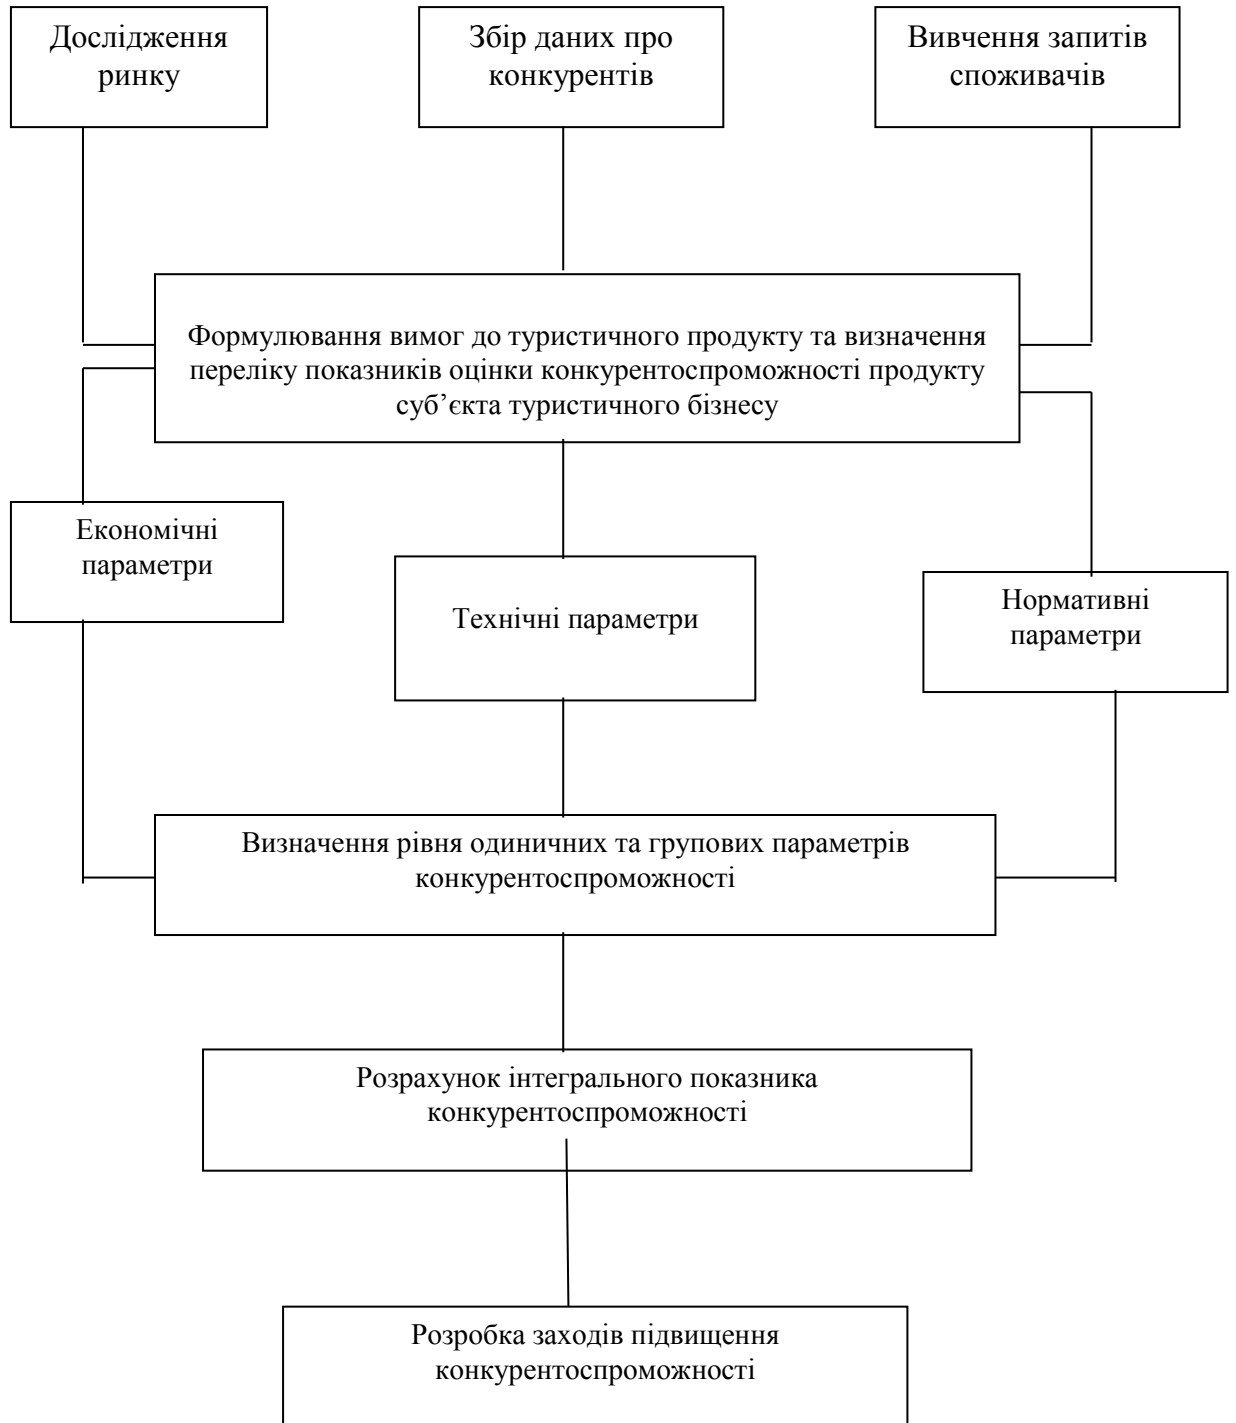 Дослідження
ринку
Збір даних про
конкурентів
Вивчення запитів
споживачів
Формулювання вимог до туристичного продукту та визначення
переліку показників оцінки конкурентоспроможності продукту
суб’єкта туристичного бізнесу
Економічні
параметри
Технічні параметри
Нормативні
параметри
Визначення рівня одиничних та групових параметрів
конкурентоспроможності
Розрахунок інтегрального показника
конкурентоспроможності
Розробка заходів підвищення
конкурентоспроможності